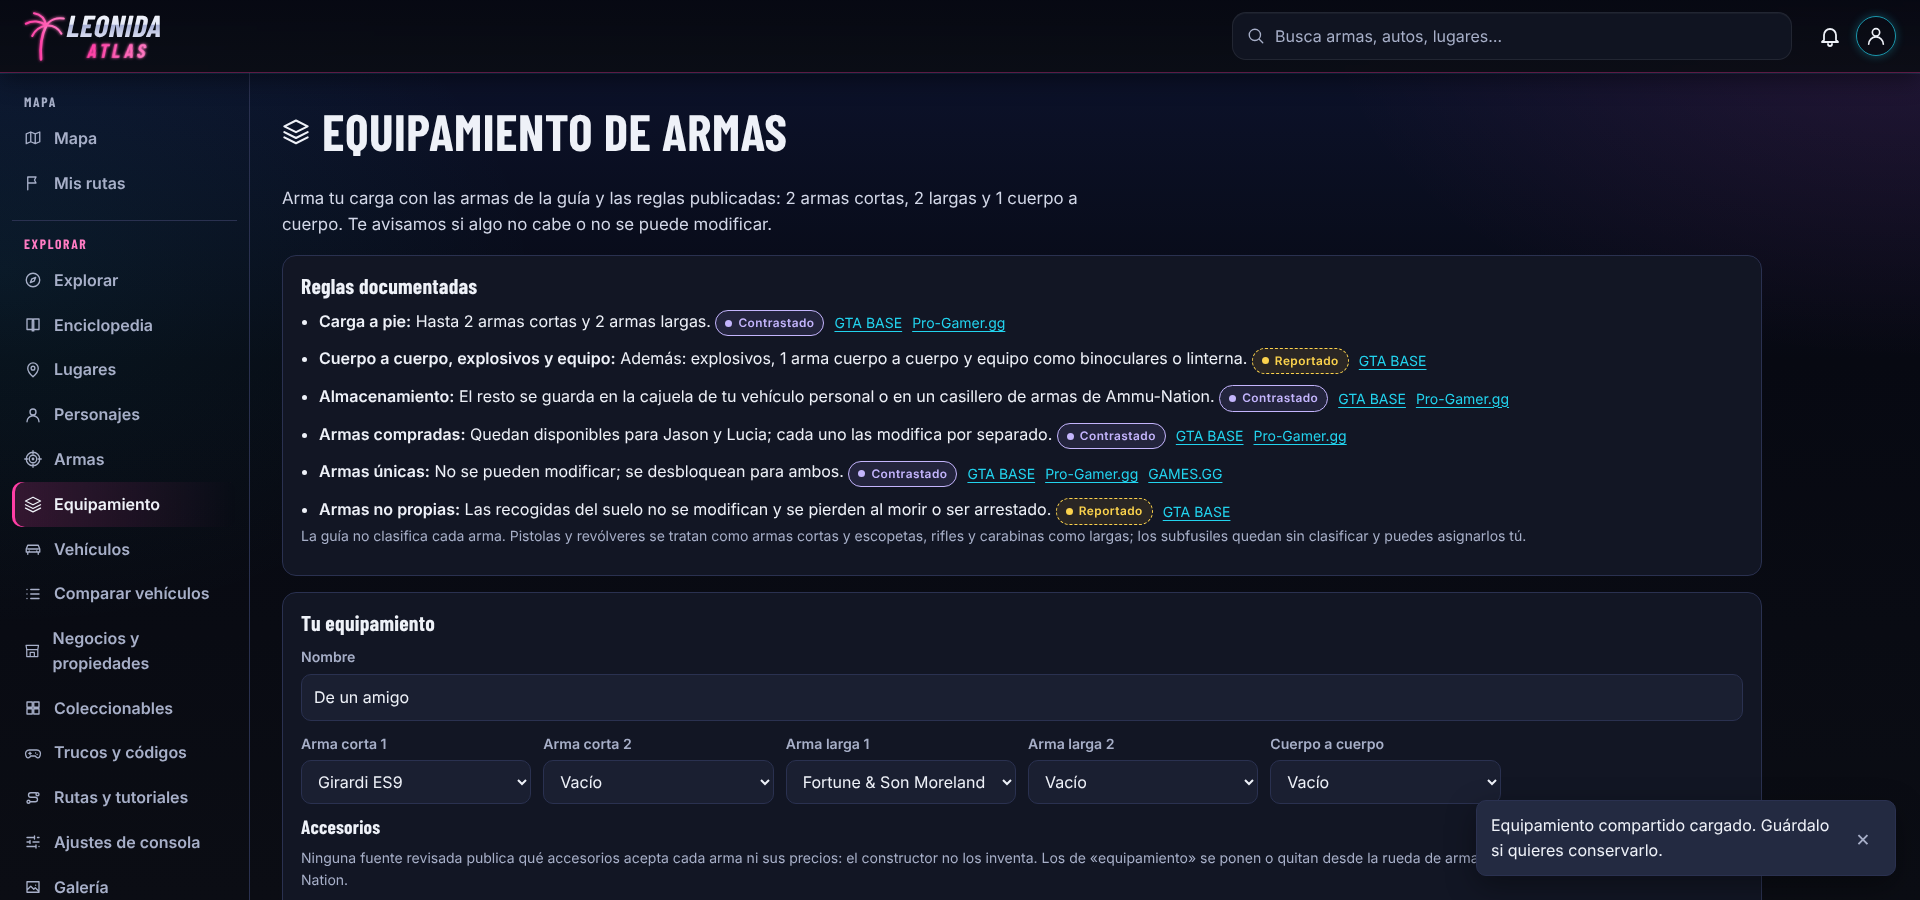 LEONIDA
ATLAS
Busca armas, autos, lugares...
MAPA
Mapa
Mis rutas
EXPLORAR
Explorar
Enciclopedia
Lugares
Personajes
Armas
Equipamiento
Vehículos
Comparar vehículos
Negocios y
propiedades
Coleccionables
Trucos y códigos
Rutas y tutoriales
Ajustes de consola
Galería
EQUIPAMIENTO DE ARMAS
Arma tu carga con las armas de la guía y las reglas publicadas: 2 armas cortas, 2 largas y 1 cuerpo a
cuerpo. Te avisamos si algo no cabe o no se puede modificar.
Reglas documentadas
• Carga a pie: Hasta 2 armas cortas y 2 armas largas. Contrastado GTA BASE Pro-Gamer.gg
• Cuerpo a cuerpo, explosivos y equipo: Además: explosivos, 1 arma cuerpo a cuerpo y equipo como binoculares o linterna. Reportado GTA BASE
• Almacenamiento: El resto se guarda en la cajuela de tu vehículo personal o en un casillero de armas de Ammu-Nation. Contrastado GTA BASE Pro-Gamer.gg
• Armas compradas: Quedan disponibles para Jason y Lucia; cada uno las modifica por separado. Contrastado GTA BASE Pro-Gamer.gg
• Armas únicas: No se pueden modificar; se desbloquean para ambos. Contrastado GTA BASE Pro-Gamer.gg GAMES.GG
• Armas no propias: Las recogidas del suelo no se modifican y se pierden al morir o ser arrestado. Reportado GTA BASE
La guía no clasifica cada arma. Pistolas y revólveres se tratan como armas cortas y escopetas, rifles y carabinas como largas; los subfusiles quedan sin clasificar y puedes asignarlos tú.
Tu equipamiento
Nombre
De un amigo
Arma corta 1 Arma corta 2 Arma larga 1 Arma larga 2 Cuerpo a cuerpo
Girardi ES9 Vacío Fortune & Son Moreland Vacío Vacío
Accesorios
Ninguna fuente revisada publica qué accesorios acepta cada arma ni sus precios: el constructor no los inventa. Los de «equipamiento» se ponen o quitan desde la rueda de arma
Nation.
Equipamiento compartido cargado. Guárdalo
si quieres conservarlo.